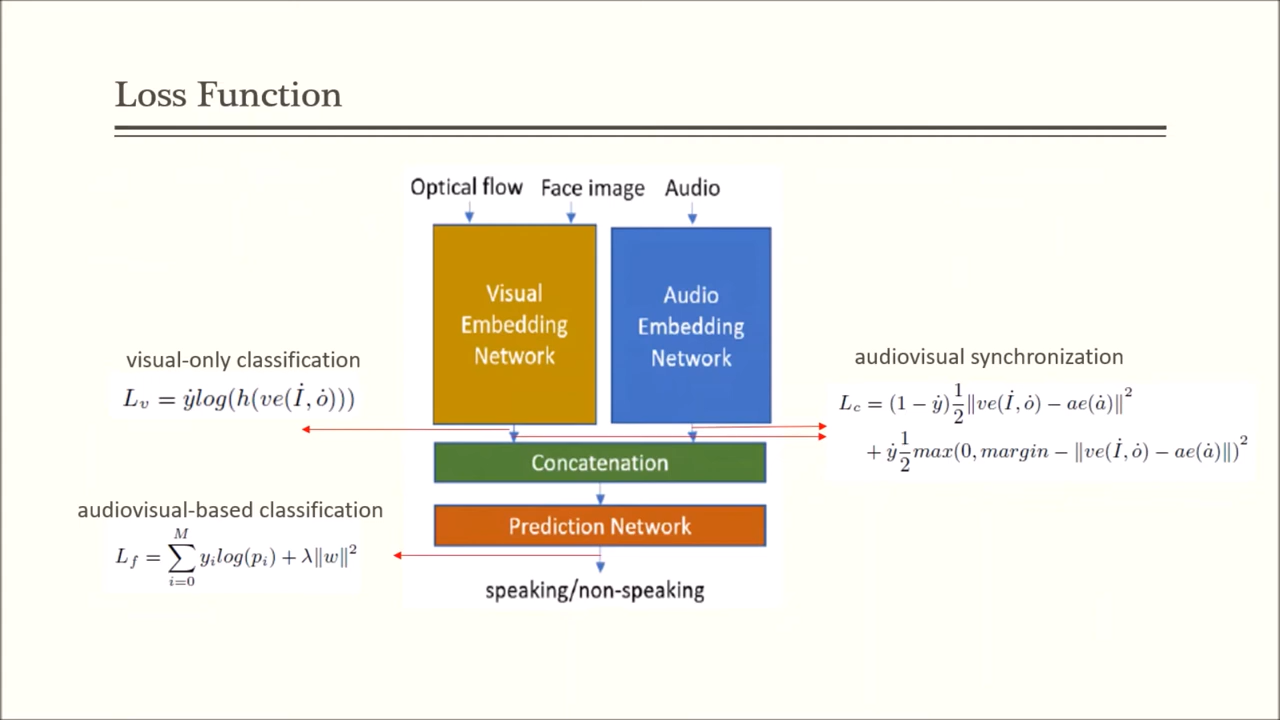 Loss Function
Optical flow Face image Audio
Visual
Embedding
Network
Audio
Embedding
Network
visual-only classification
L_v = ẏlog(h(ve(İ, ȯ)))
audiovisual synchronization
L_c = (1 − ẏ)½‖ve(İ, ȯ) − ae(ȧ)‖²
+ ẏ½max(0, margin − ‖ve(İ, ȯ) − ae(ȧ)‖)²
Concatenation
audiovisual-based classification
L_f = ∑_{i=0}^{M} y_i log(p_i) + λ‖w‖²
Prediction Network
speaking/non-speaking